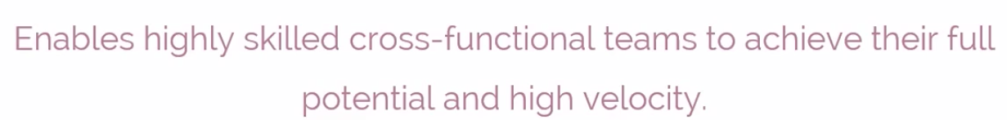 Enables highly skilled cross-functional teams to achieve their full
potential and high velocity.